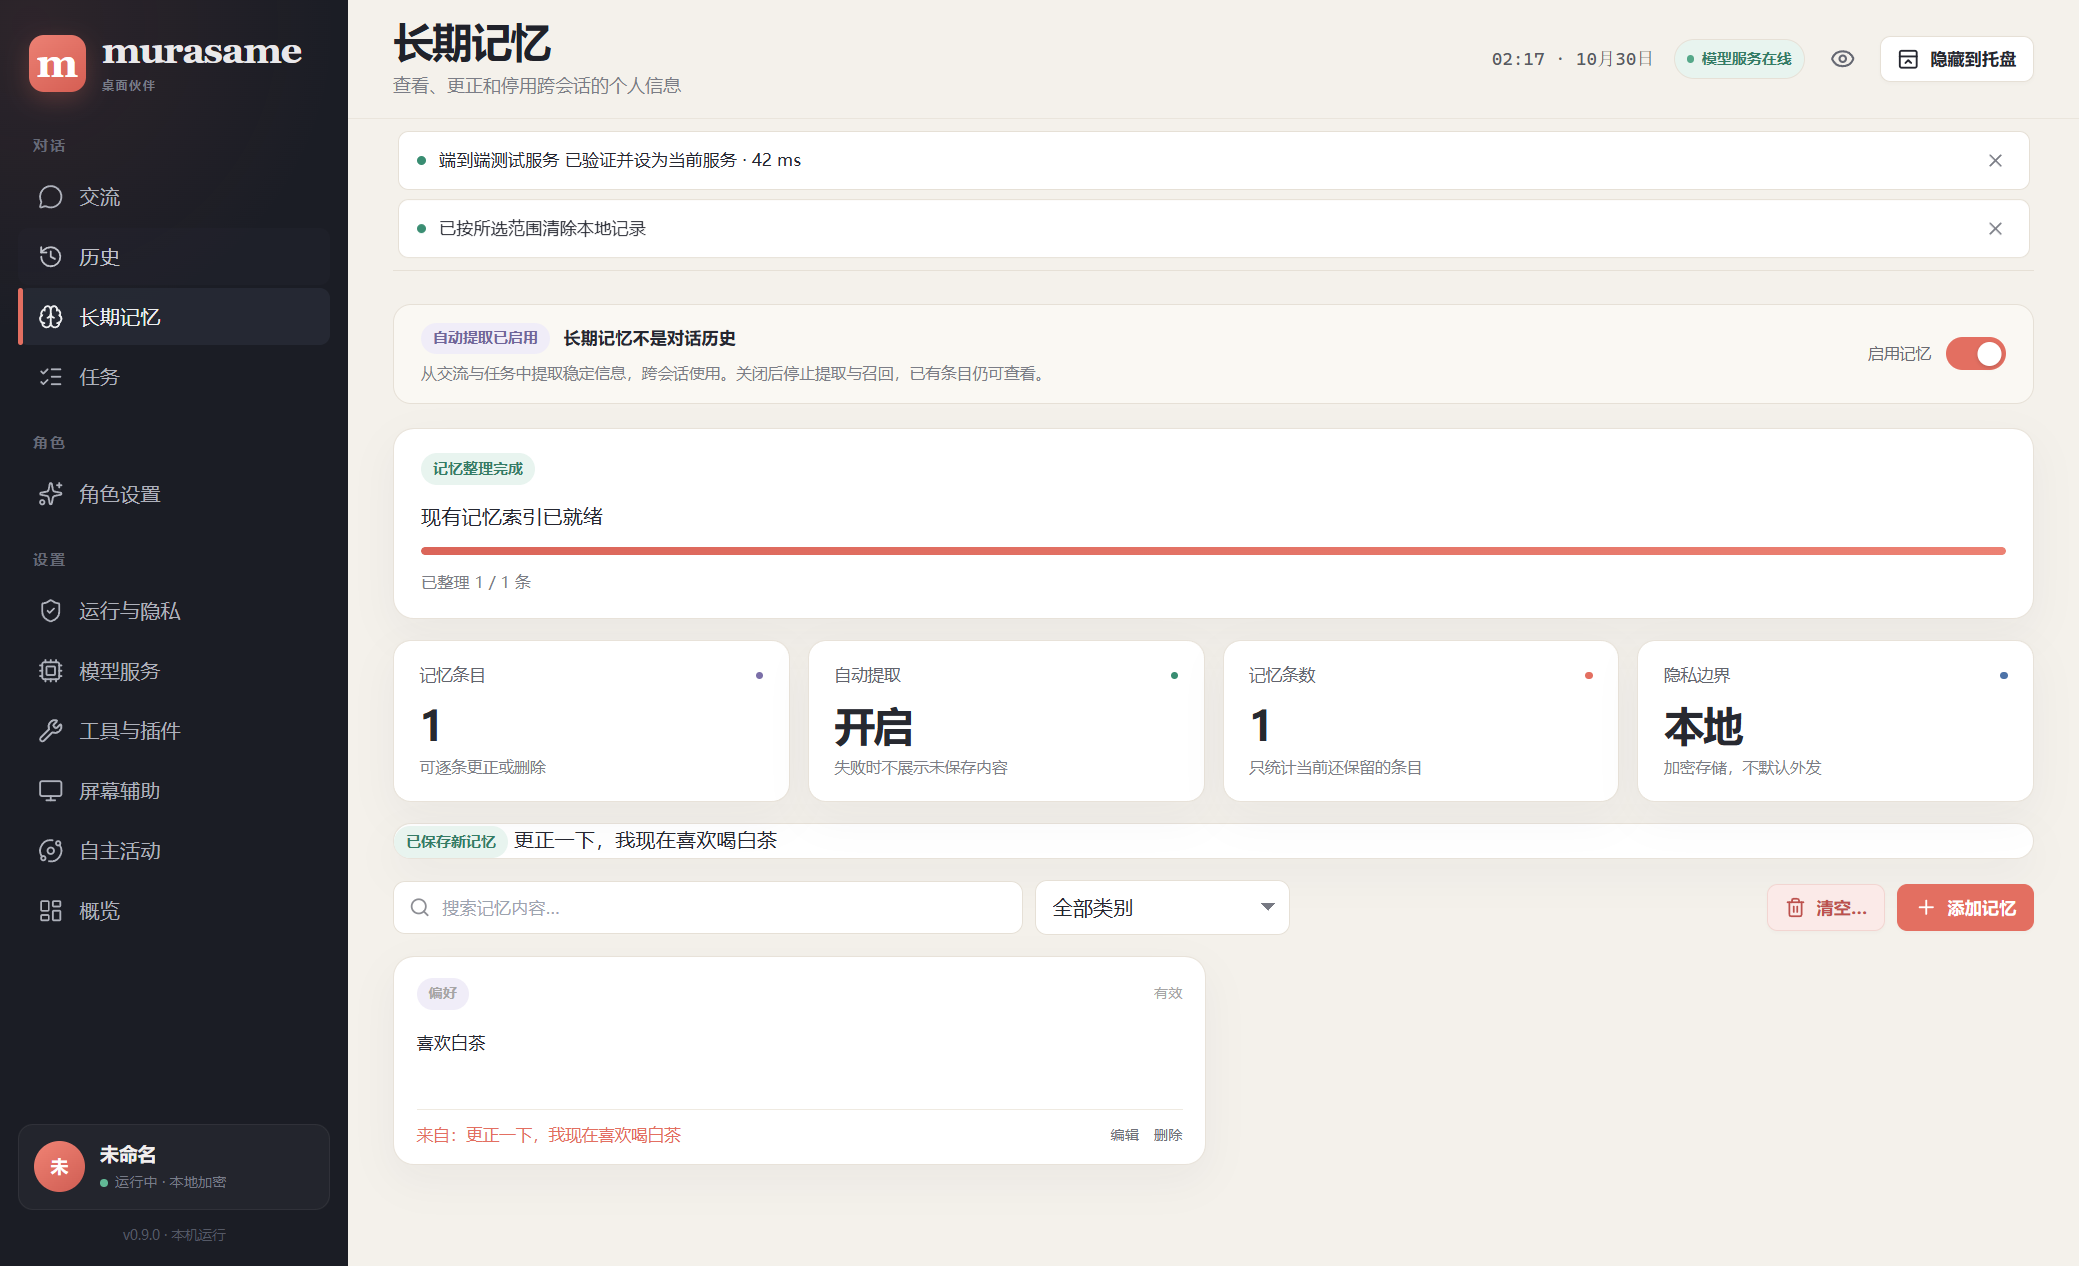 m murasame
桌面伙伴
对话
交流
历史
长期记忆
任务
角色
角色设置
设置
运行与隐私
模型服务
工具与插件
屏幕辅助
自主活动
概览
未 未命名
运行中 · 本地加密
v0.9.0 · 本机运行
长期记忆
查看、更正和停用跨会话的个人信息
02:17 · 10月30日
模型服务在线
隐藏到托盘
端到端测试服务 已验证并设为当前服务 · 42 ms
已按所选范围清除本地记录
自动提取已启用 长期记忆不是对话历史
从交流与任务中提取稳定信息，跨会话使用。关闭后停止提取与召回，已有条目仍可查看。
启用记忆
记忆整理完成
现有记忆索引已就绪
已整理 1 / 1 条
记忆条目
1
可逐条更正或删除
自动提取
开启
失败时不展示未保存内容
记忆条数
1
只统计当前还保留的条目
隐私边界
本地
加密存储，不默认外发
已保存新记忆 更正一下，我现在喜欢喝白茶
搜索记忆内容...
全部类别
清空...
添加记忆
偏好
有效
喜欢白茶
来自：更正一下，我现在喜欢喝白茶
编辑 删除